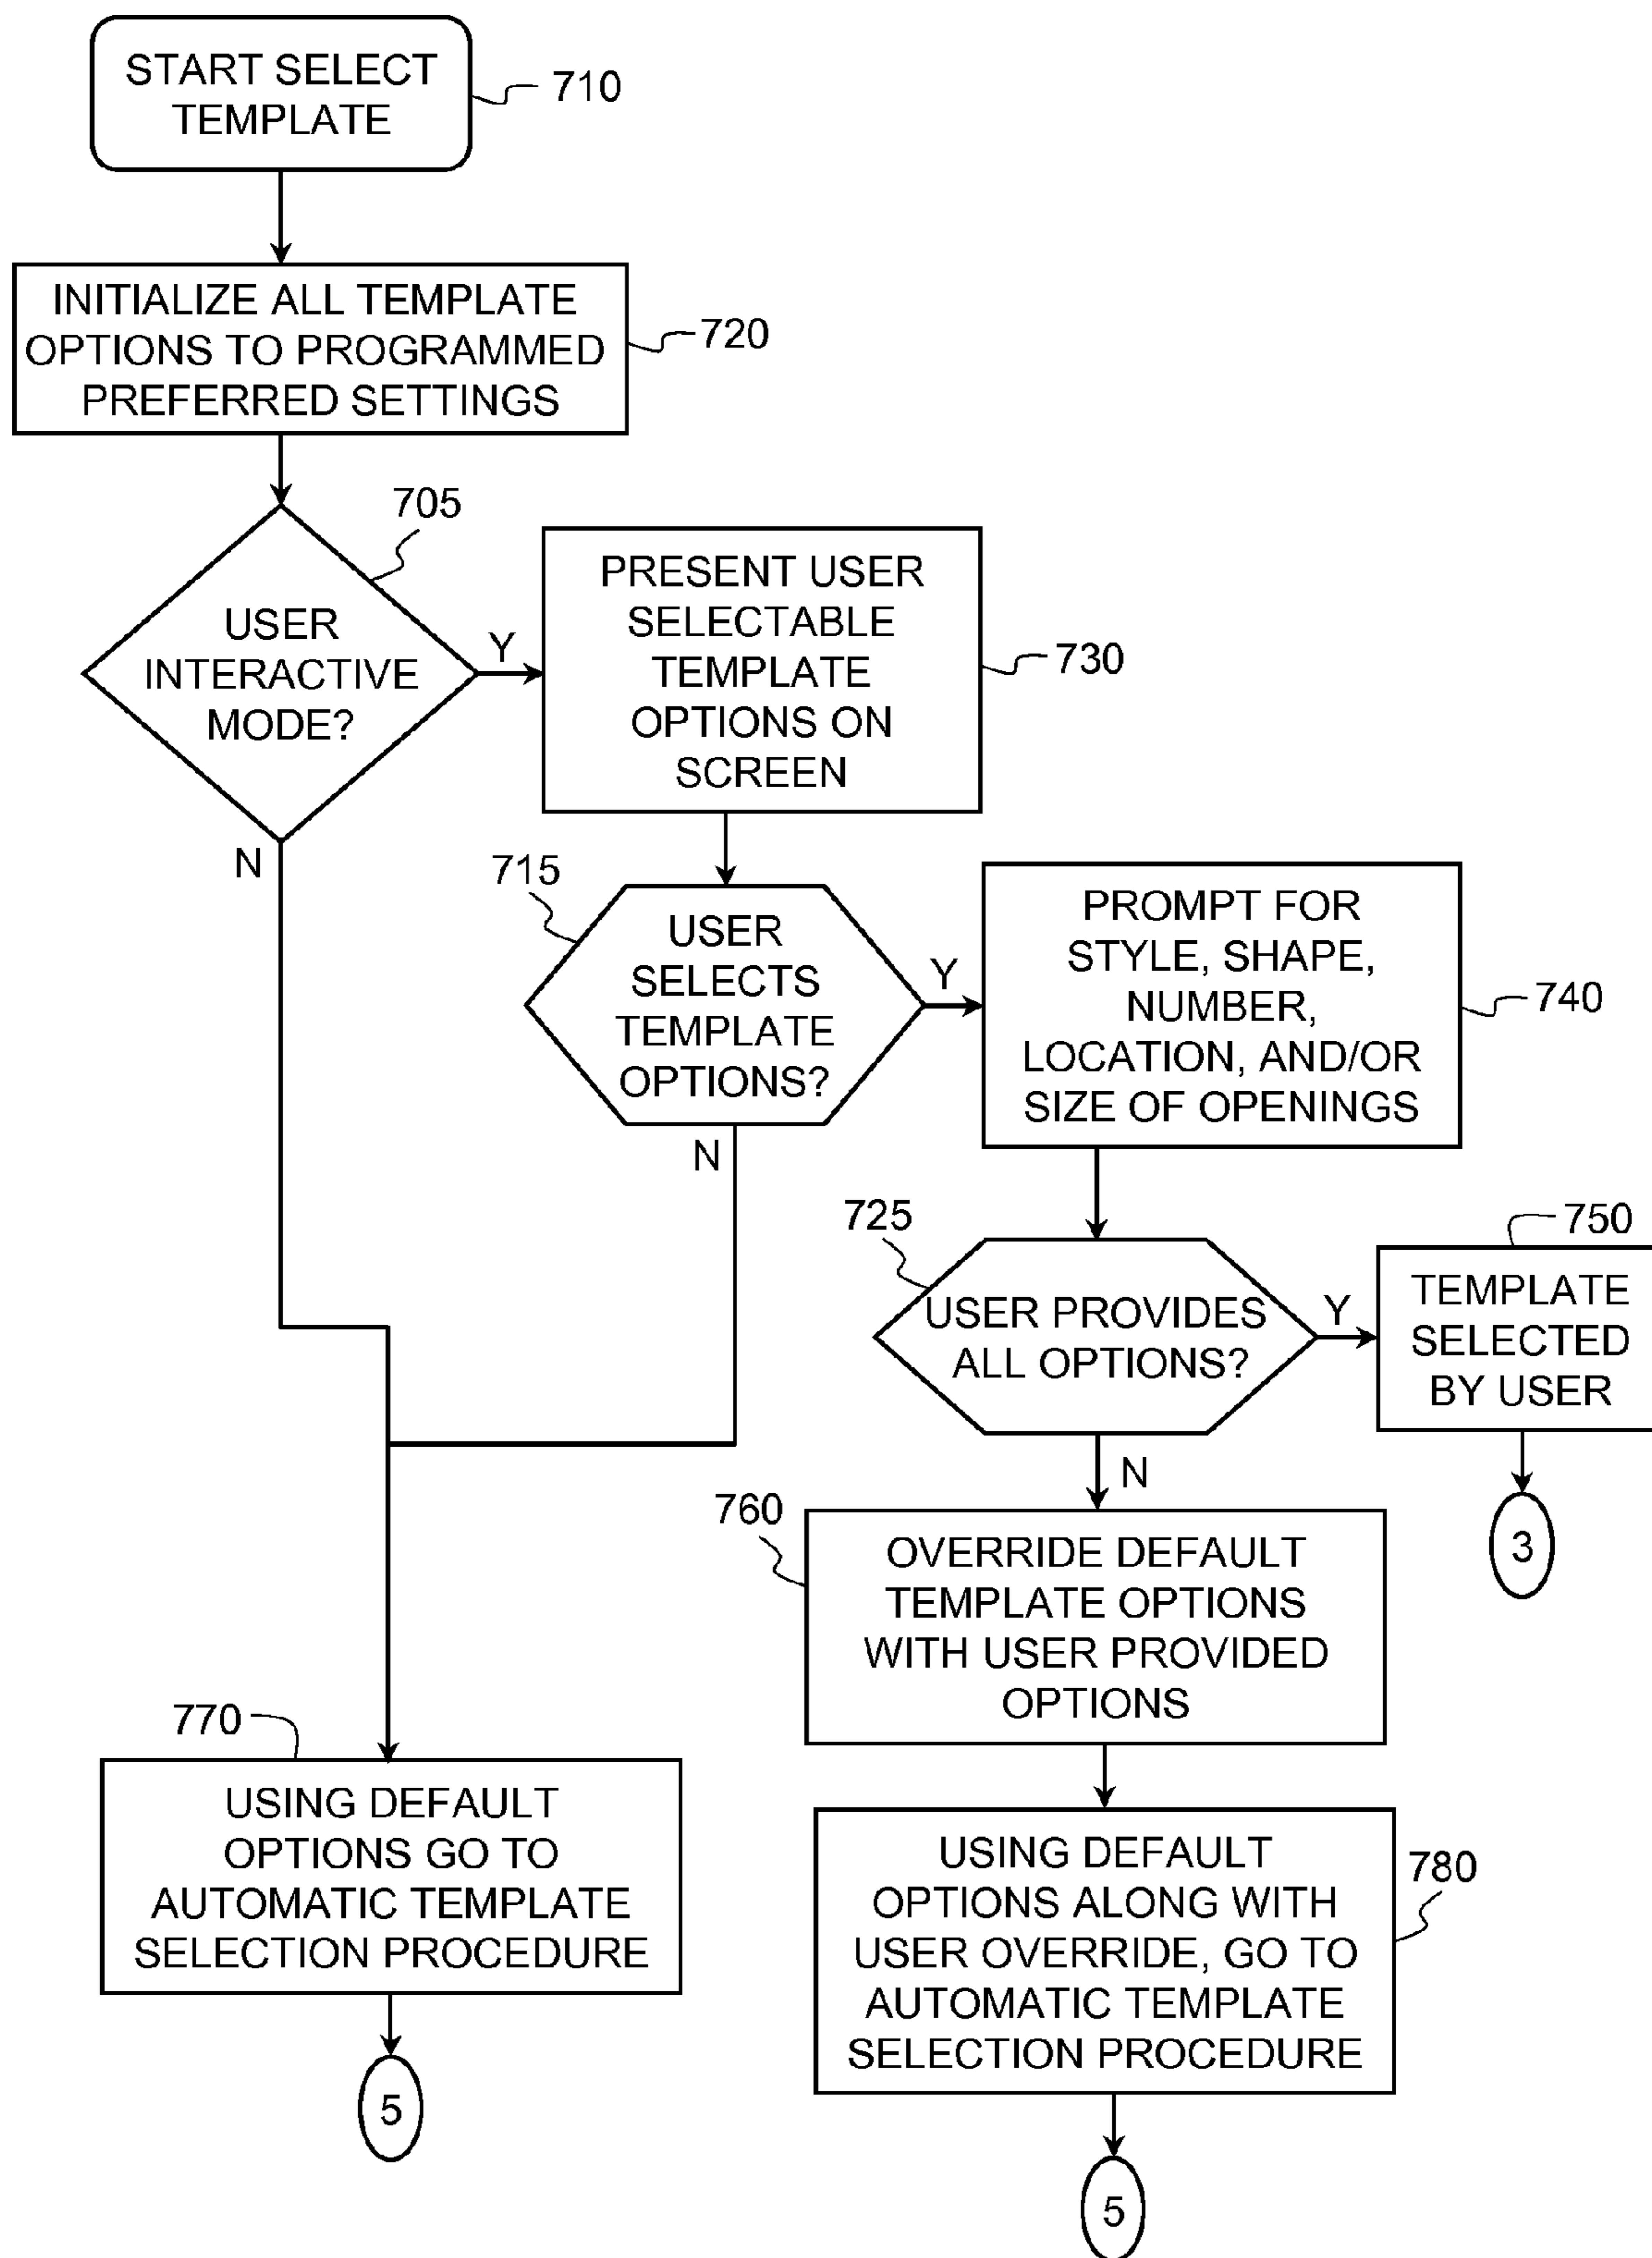 START SELECT
TEMPLATE
710
INITIALIZE ALL TEMPLATE
OPTIONS TO PROGRAMMED
PREFERRED SETTINGS
720
705
USER
INTERACTIVE
MODE?
Y
N
PRESENT USER
SELECTABLE
TEMPLATE
OPTIONS ON
SCREEN
730
715
USER
SELECTS
TEMPLATE
OPTIONS?
Y
N
PROMPT FOR
STYLE, SHAPE,
NUMBER,
LOCATION, AND/OR
SIZE OF OPENINGS
740
725
USER PROVIDES
ALL OPTIONS?
Y
N
750
TEMPLATE
SELECTED
BY USER
3
760
OVERRIDE DEFAULT
TEMPLATE OPTIONS
WITH USER PROVIDED
OPTIONS
770
USING DEFAULT
OPTIONS GO TO
AUTOMATIC TEMPLATE
SELECTION PROCEDURE
5
780
USING DEFAULT
OPTIONS ALONG WITH
USER OVERRIDE, GO TO
AUTOMATIC TEMPLATE
SELECTION PROCEDURE
5